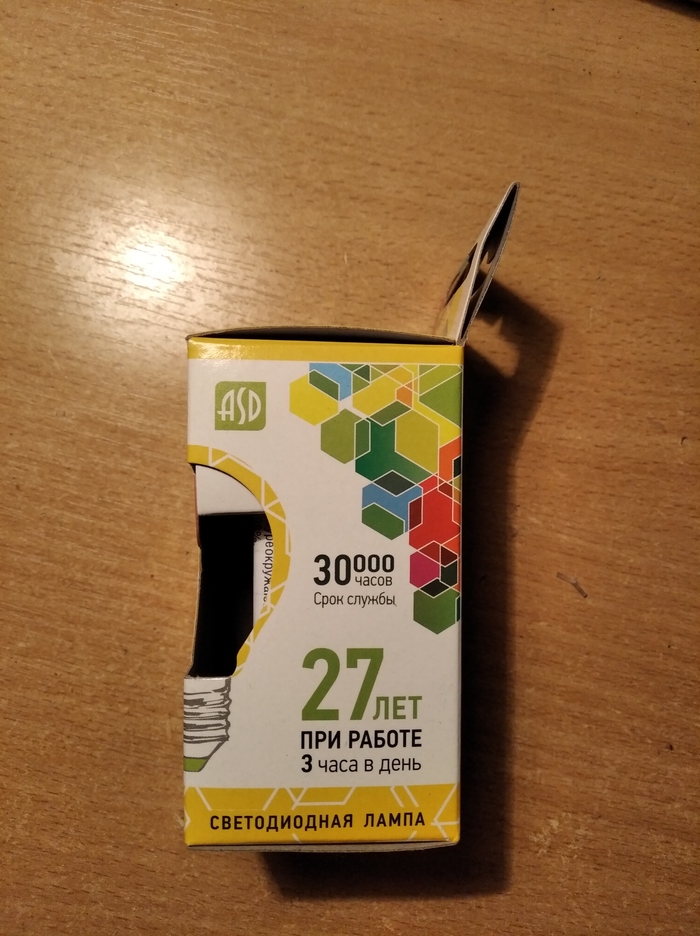 ASD
30000
часов
Срок службы
27 ЛЕТ
ПРИ РАБОТЕ
3 часа в день
СВЕТОДИОДНАЯ ЛАМПА